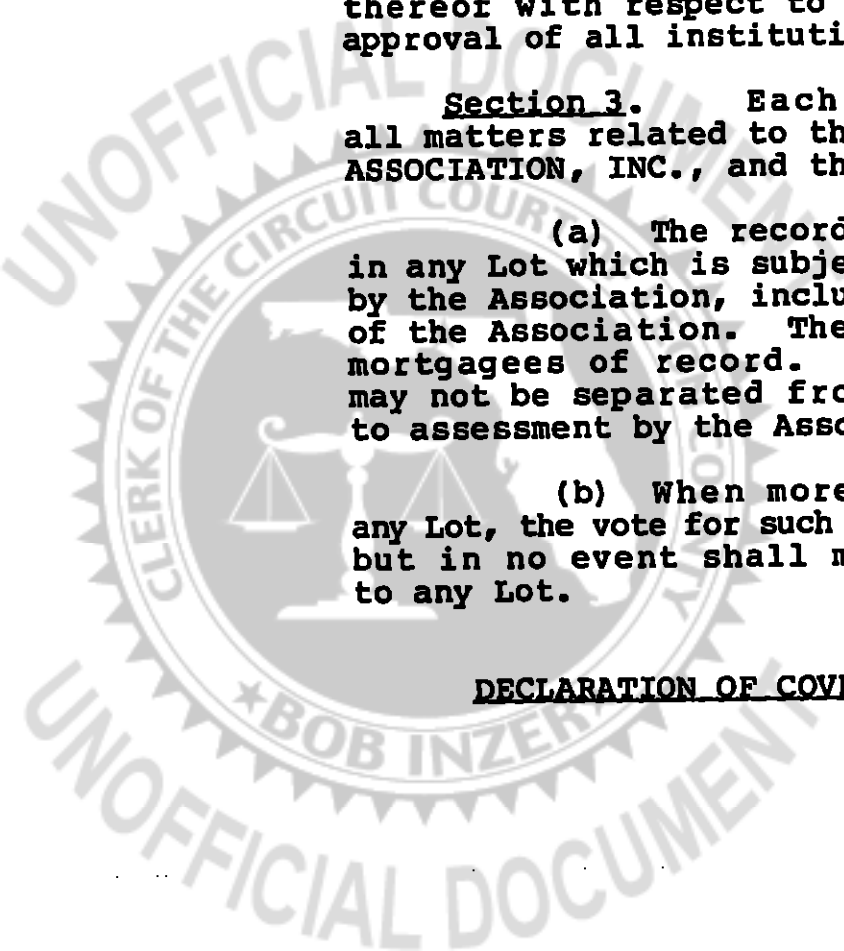 thereof with respect to
approval of all instituti
Section 3. Each
all matters related to th
ASSOCIATION, INC., and th
(a) The record
in any Lot which is subje
by the Association, inclu
of the Association. The
mortgagees of record.
may not be separated fro
to assessment by the Asso
(b) When more
any Lot, the vote for such
but in no event shall m
to any Lot.
DECLARATION OF COVE
UNOFFICIAL DOCUMENT
CLERK OF THE CIRCUIT COUR
COUNTY
★BOB INZER★
UNOFFICIAL DOCUMENT